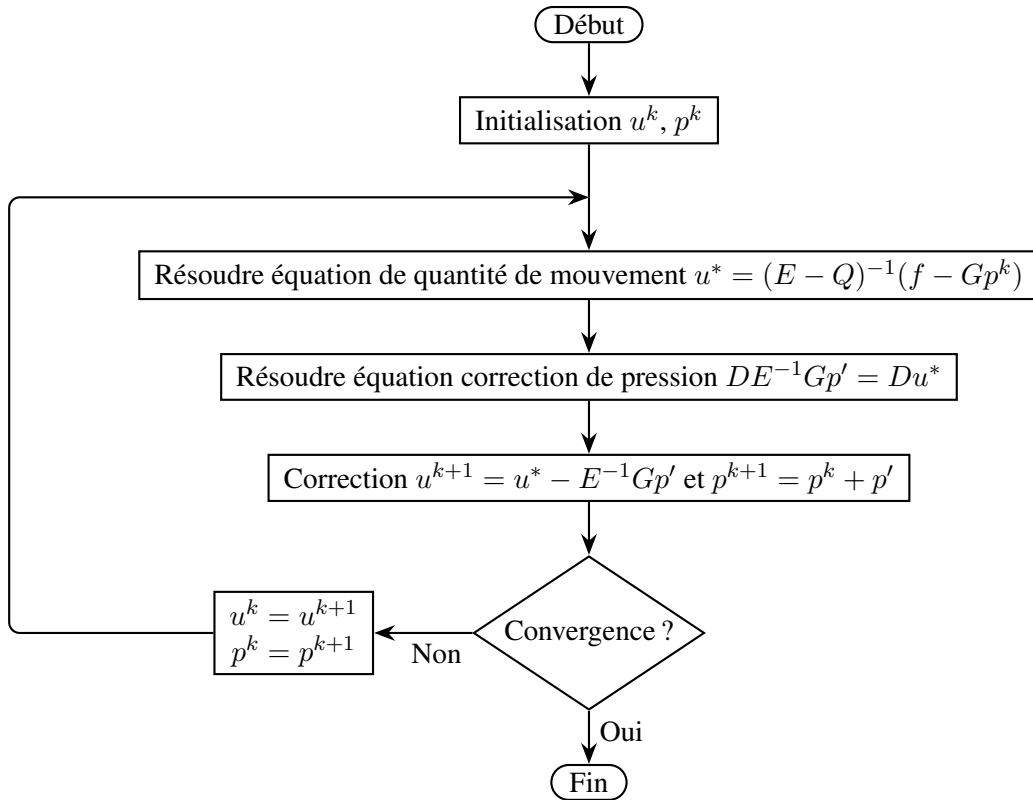 Début
Initialisation u^k, p^k
Résoudre équation de quantité de mouvement u^* = (E − Q)^{−1}(f − Gp^k)
Résoudre équation correction de pression DE^{−1}Gp′ = Du^*
Correction u^{k+1} = u^* − E^{−1}Gp′ et p^{k+1} = p^k + p′
u^k = u^{k+1}
p^k = p^{k+1}
Non
Convergence ?
Oui
Fin